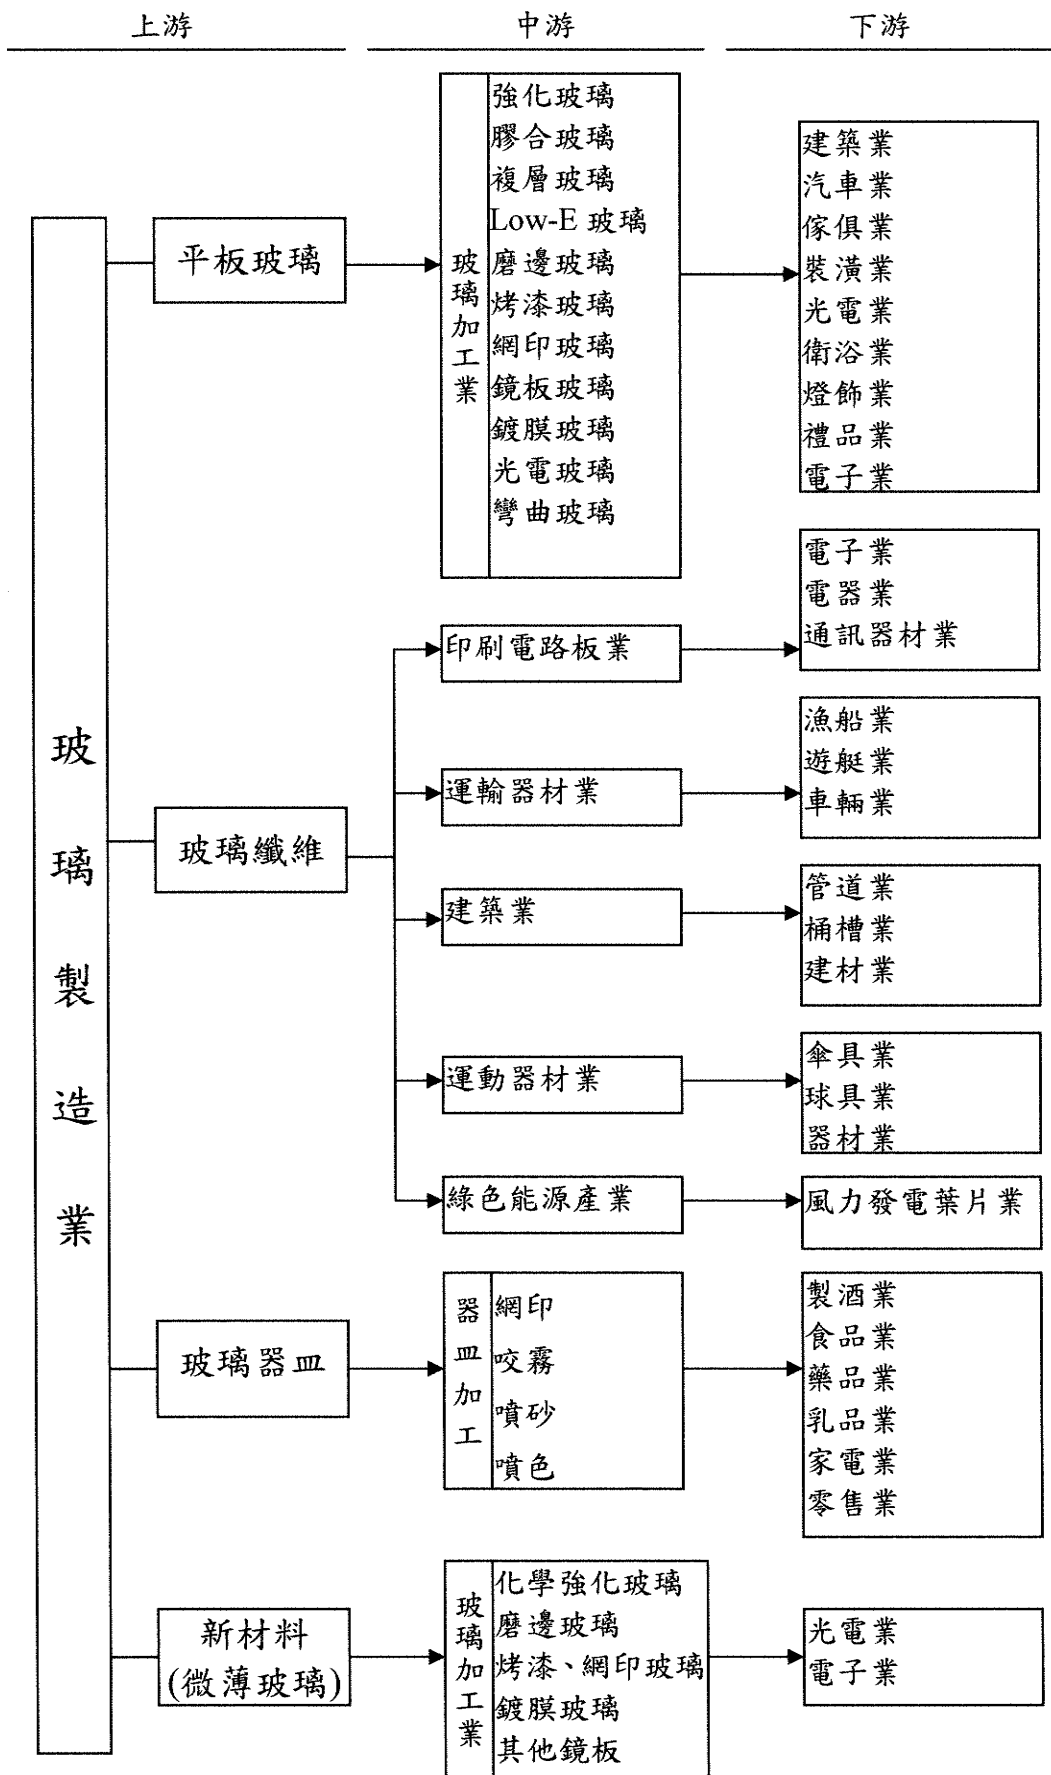 上游
中游
下游
玻璃製造業
平板玻璃
玻璃加工業
強化玻璃
膠合玻璃
複層玻璃
Low-E 玻璃
磨邊玻璃
烤漆玻璃
網印玻璃
鏡板玻璃
鍍膜玻璃
光電玻璃
彎曲玻璃
建築業
汽車業
傢俱業
裝潢業
光電業
衛浴業
燈飾業
禮品業
電子業
玻璃纖維
印刷電路板業
電子業
電器業
通訊器材業
運輸器材業
漁船業
遊艇業
車輛業
建築業
管道業
桶槽業
建材業
運動器材業
傘具業
球具業
器材業
綠色能源產業
風力發電葉片業
玻璃器皿
器皿加工
網印
咬霧
噴砂
噴色
製酒業
食品業
藥品業
乳品業
家電業
零售業
新材料
(微薄玻璃)
玻璃加工業
化學強化玻璃
磨邊玻璃
烤漆、網印玻璃
鍍膜玻璃
其他鏡板
光電業
電子業